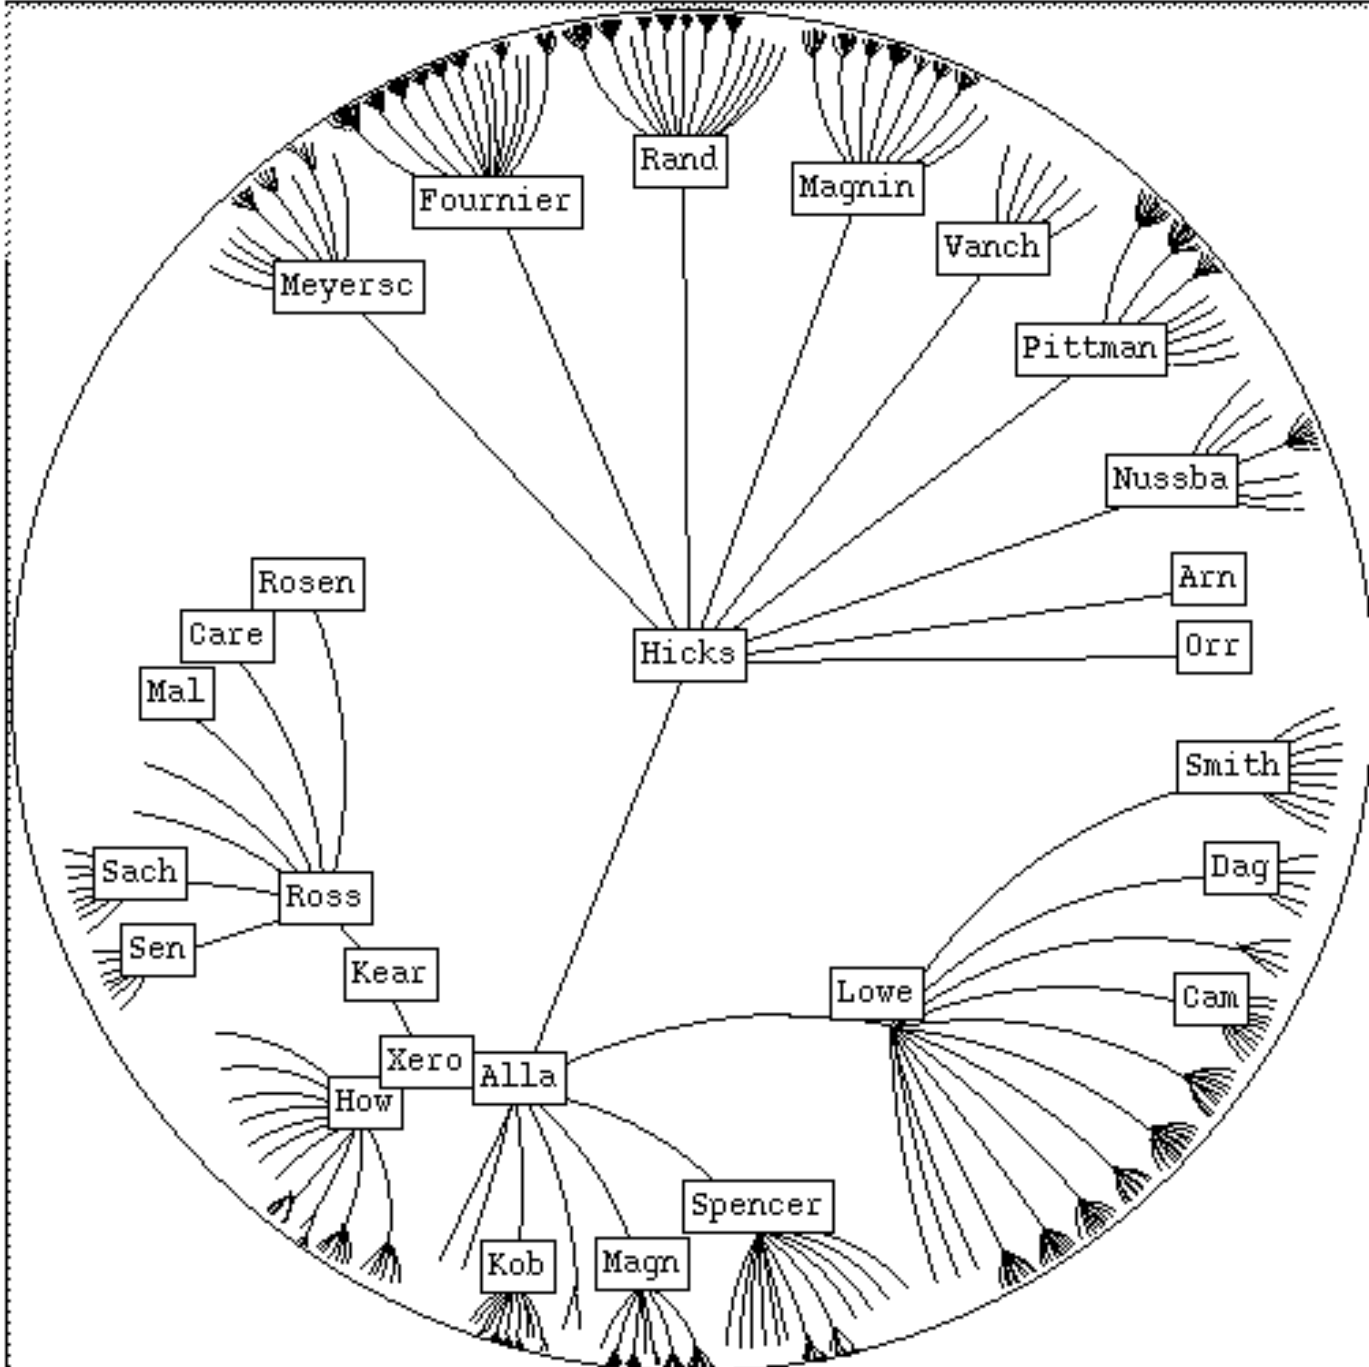 Rand
Magnin
Fournier
Vanch
Meyersc
Pittman
Nussba
Rosen
Arn
Care
Hicks
Orr
Mal
Smith
Sach
Dag
Ross
Sen
Kear
Lowe
Cam
Xero
Alla
How
Spencer
Kob
Magn